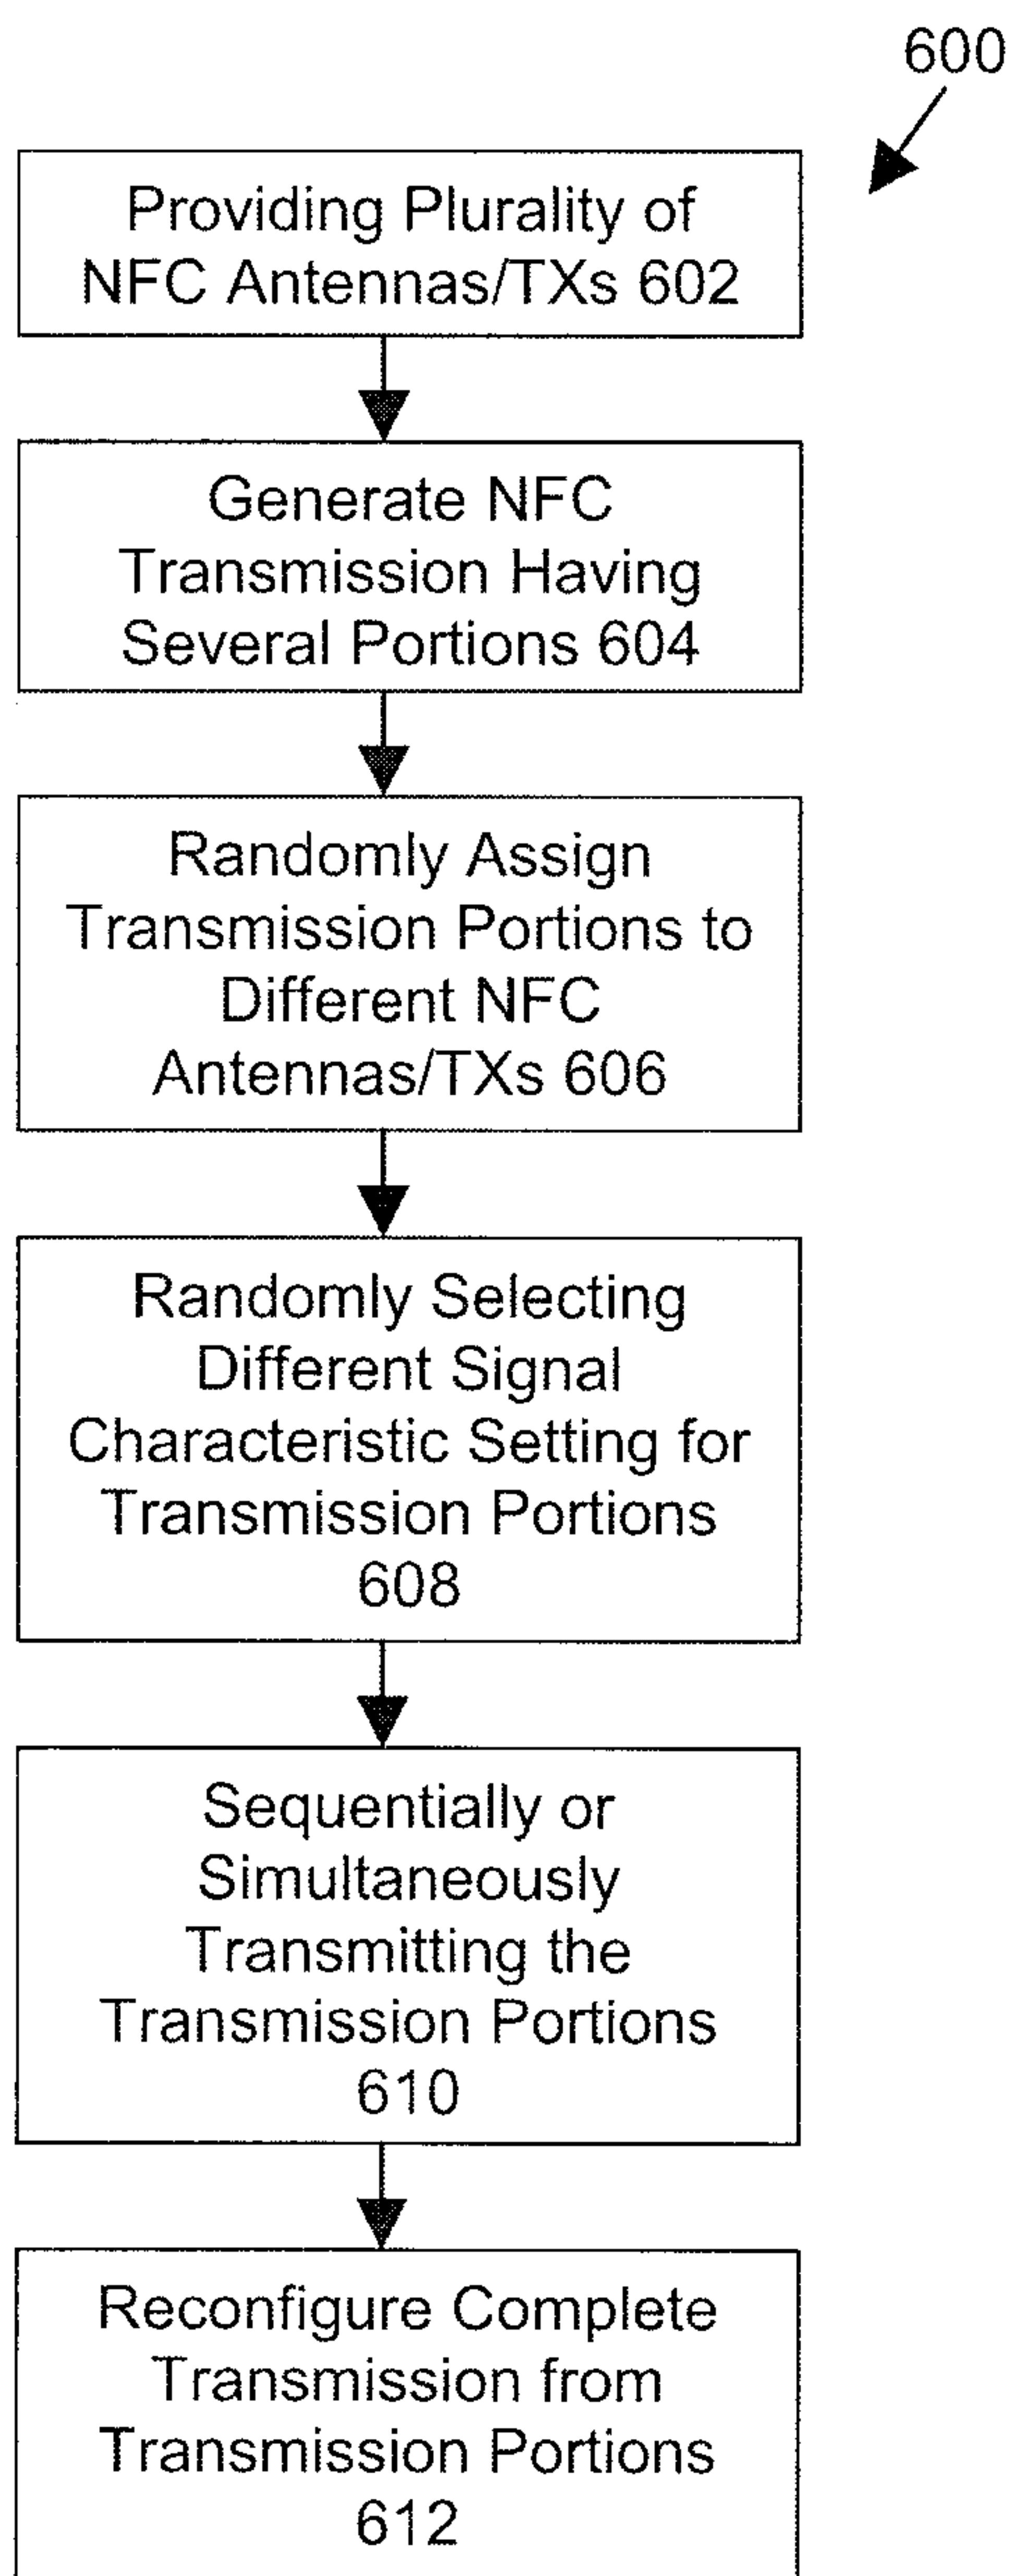 600
Providing Plurality of
NFC Antennas/TXs 602
Generate NFC
Transmission Having
Several Portions 604
Randomly Assign
Transmission Portions to
Different NFC
Antennas/TXs 606
Randomly Selecting
Different Signal
Characteristic Setting for
Transmission Portions
608
Sequentially or
Simultaneously
Transmitting the
Transmission Portions
610
Reconfigure Complete
Transmission from
Transmission Portions
612